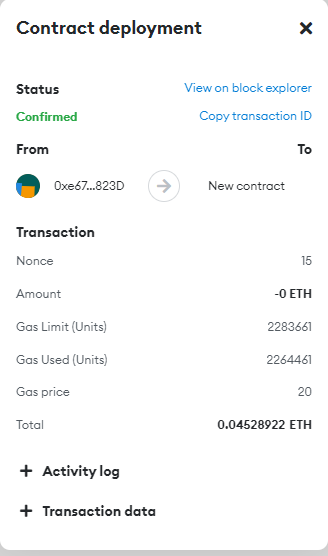 Contract deployment
Status View on block explorer
Confirmed Copy transaction ID
From To
0xe67...823D New contract
Transaction
Nonce 15
Amount -0 ETH
Gas Limit (Units) 2283661
Gas Used (Units) 2264461
Gas price 20
Total 0.04528922 ETH
+ Activity log
+ Transaction data